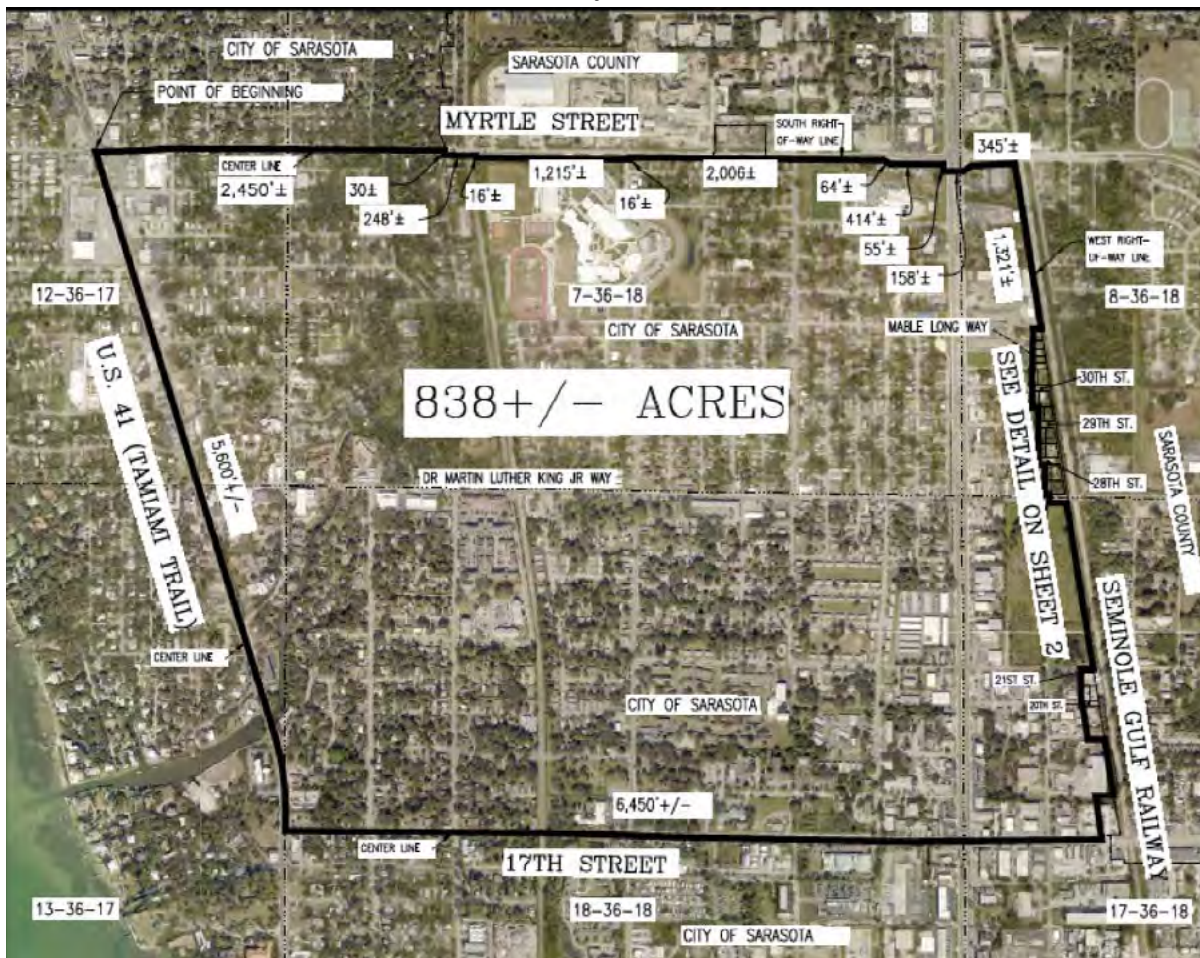 CITY OF SARASOTA
SARASOTA COUNTY
POINT OF BEGINNING
MYRTLE STREET
SOUTH RIGHT-
OF-WAY LINE
345'±
CENTER LINE
2,450'±
30±
248'±
16'±
1,215'±
16'±
2,006±
64'±
414'±
55'±
158'±
1,321'±
WEST RIGHT-
OF-WAY LINE
12-36-17
7-36-18
8-36-18
CITY OF SARASOTA
MABLE LONG WAY
U.S. 41 (TAMIAMI TRAIL)
5,600'+/-
838+/- ACRES
SEE DETAIL ON SHEET 2
30TH ST.
29TH ST.
28TH ST.
SARASOTA COUNTY
DR MARTIN LUTHER KING JR WAY
CENTER LINE
21ST ST.
20TH ST.
CITY OF SARASOTA
SEMINOLE GULF RAILWAY
6,450'+/-
CENTER LINE
17TH STREET
13-36-17
18-36-18
17-36-18
CITY OF SARASOTA